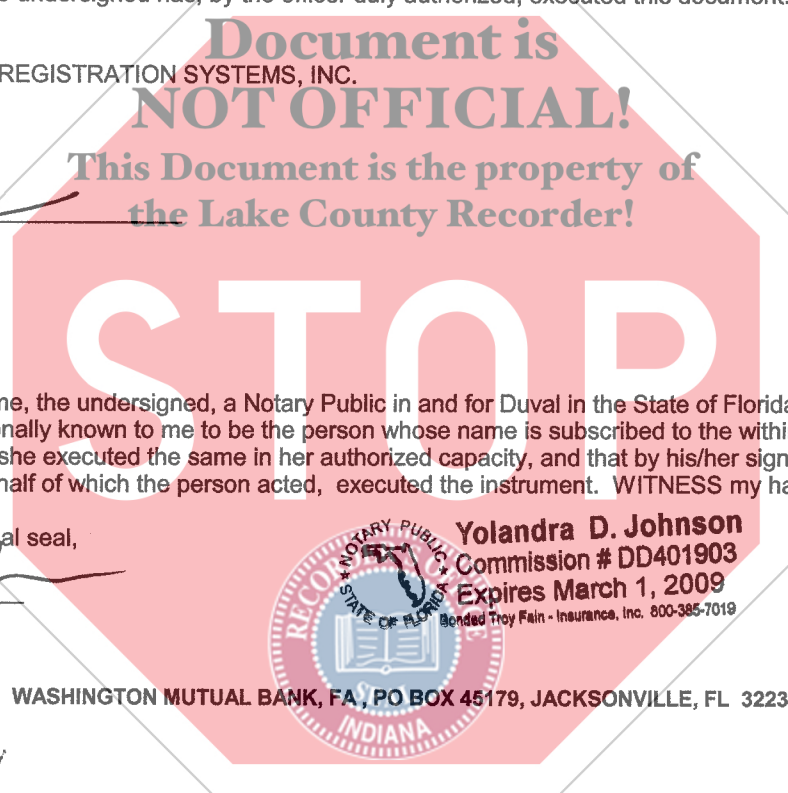 undersigned has, by the officer duly authorized, executed this document.
Document is
REGISTRATION SYSTEMS, INC.
NOT OFFICIAL!
This Document is the property of
the Lake County Recorder!
STOP
me, the undersigned, a Notary Public in and for Duval in the State of Florida
onally known to me to be the person whose name is subscribed to the withi
she executed the same in her authorized capacity, and that by his/her sign
half of which the person acted, executed the instrument. WITNESS my ha
al seal,
NOTARY PUBLIC
STATE OF FLORIDA
Yolandra D. Johnson
Commission # DD401903
Expires March 1, 2009
Bonded Troy Fain - Insurance, Inc. 800-385-7019
RECORDER'S OFFICE
SEAL
INDIANA
WASHINGTON MUTUAL BANK, FA , PO BOX 45179, JACKSONVILLE, FL 3223